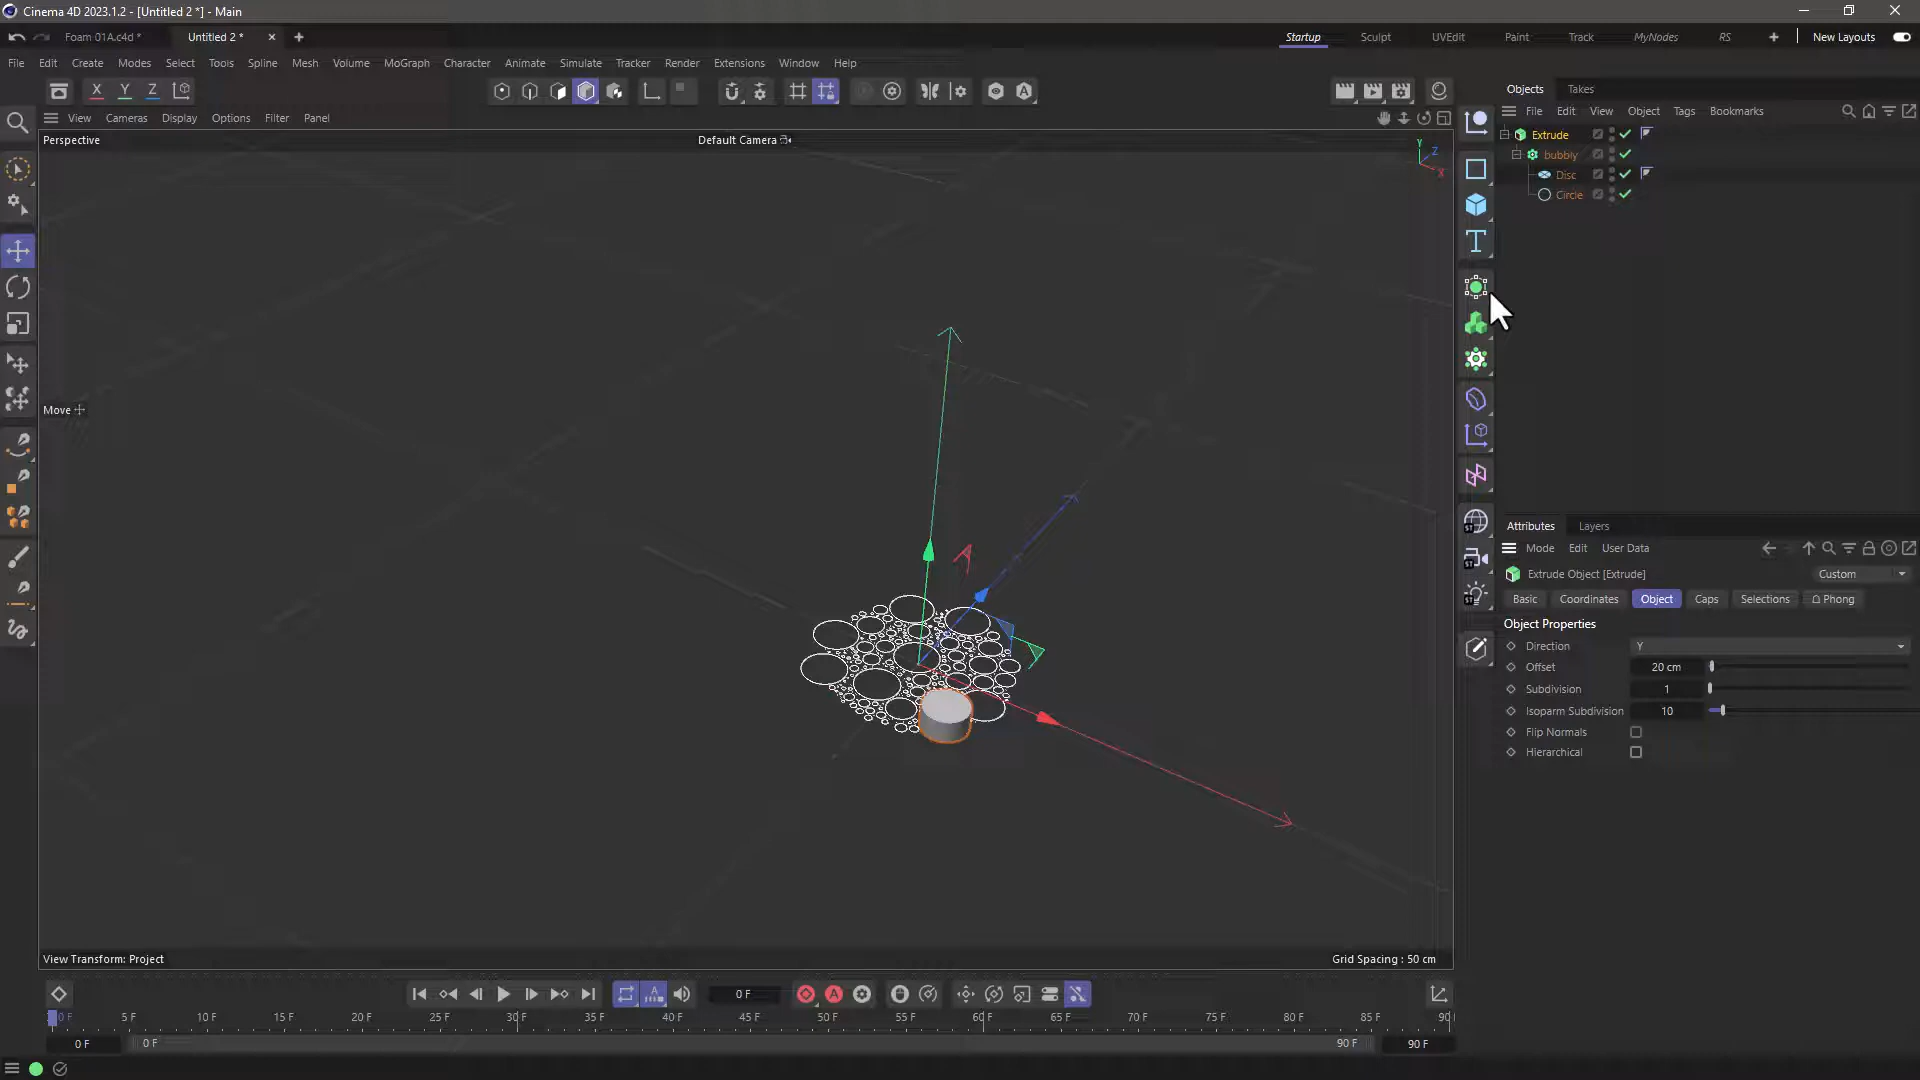 Cinema 4D 2023.1.2 - [Untitled 2 *] - Main
Foam 01A.c4d *
Untitled 2 *
Startup
Sculpt
UVEdit
Paint
Track
MyNodes
RS
New Layouts
File Edit Create Modes Select Tools Spline Mesh Volume MoGraph Character Animate Simulate Tracker Render Extensions Window Help
X Y Z
View Cameras Display Options Filter Panel
Perspective
Default Camera
Y
Z
X
Move
View Transform: Project
Grid Spacing : 50 cm
Objects Takes
File Edit View Object Tags Bookmarks
Extrude
bubbly
Disc
Circle
ST
ST
ST
Attributes Layers
Mode Edit User Data
Extrude Object [Extrude]
Custom
Basic Coordinates Object Caps Selections Phong
Object Properties
Direction Y
Offset 20 cm
Subdivision 1
Isoparm Subdivision 10
Flip Normals
Hierarchical
0 F
0 F 5 F 10 F 15 F 20 F 25 F 30 F 35 F 40 F 45 F 50 F 55 F 60 F 65 F 70 F 75 F 80 F 85 F 90 F
0 F 0 F 90 F 90 F